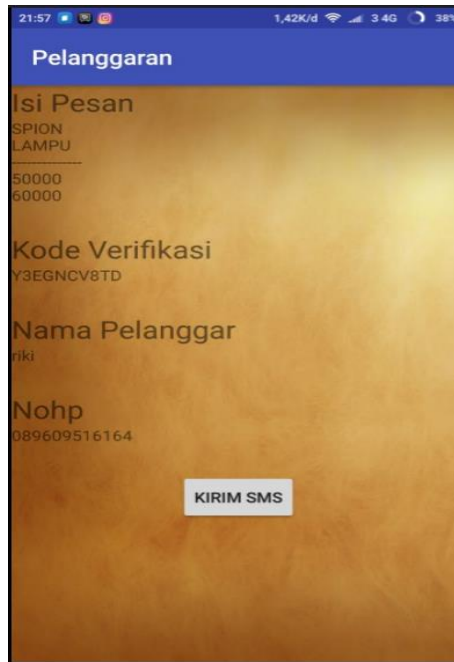 21:57 1,42K/d 3 4G 38%
Pelanggaran
Isi Pesan
SPION
LAMPU
--------------
50000
60000
Kode Verifikasi
Y3EGNCV8TD
Nama Pelanggar
riki
Nohp
089609516164
KIRIM SMS